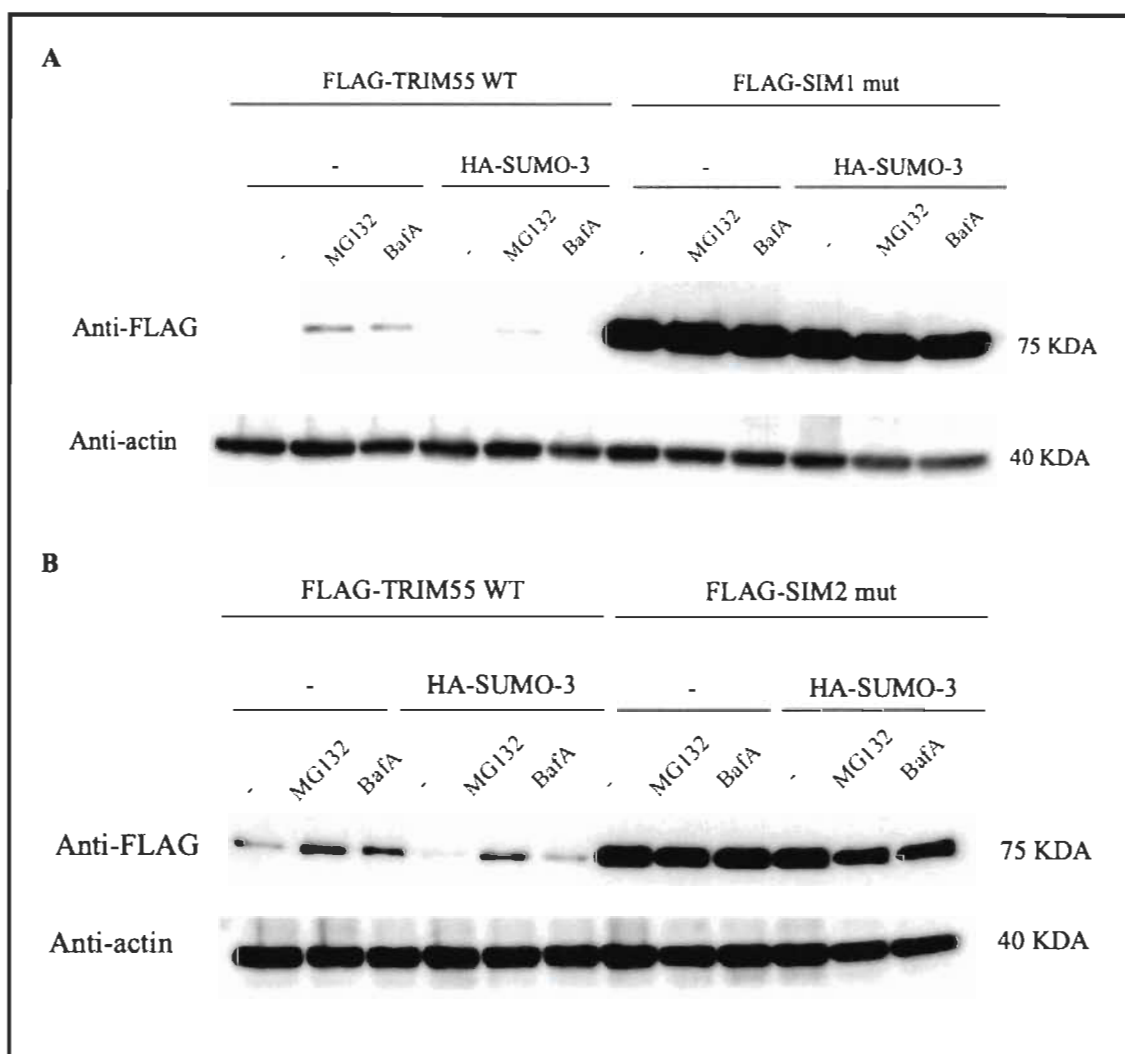 A
FLAG-TRIM55 WT FLAG-SIM1 mut
- HA-SUMO-3 - HA-SUMO-3
- MG132 BafA - MG132 BafA - MG132 BafA - MG132 BafA
Anti-FLAG 75 KDA
Anti-actin 40 KDA
B
FLAG-TRIM55 WT FLAG-SIM2 mut
- HA-SUMO-3 - HA-SUMO-3
- MG132 BafA - MG132 BafA - MG132 BafA - MG132 BafA
Anti-FLAG 75 KDA
Anti-actin 40 KDA